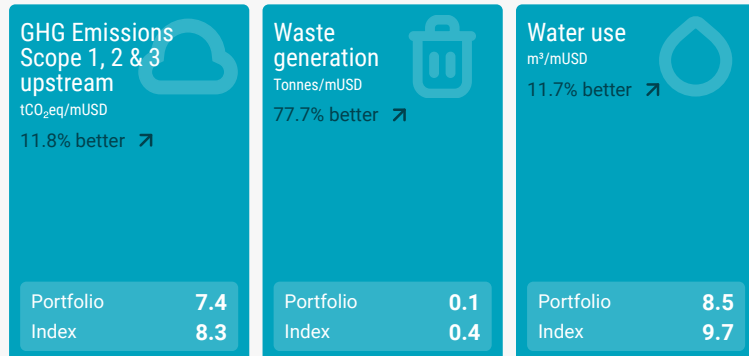 GHG Emissions
Scope 1, 2 & 3
upstream
tCO₂eq/mUSD
11.8% better
Portfolio 7.4
Index 8.3
Waste
generation
Tonnes/mUSD
77.7% better
Portfolio 0.1
Index 0.4
Water use
m³/mUSD
11.7% better
Portfolio 8.5
Index 9.7